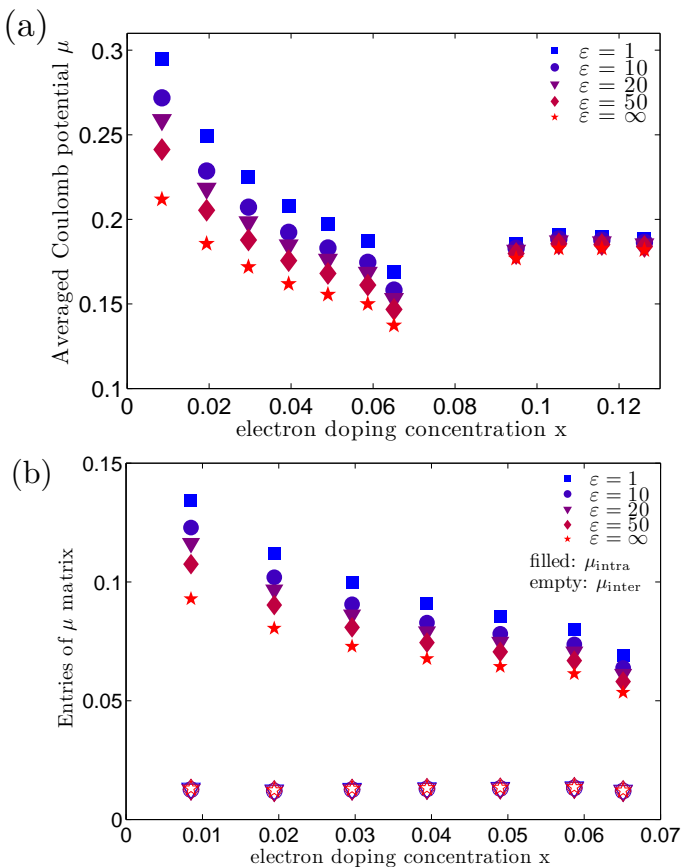 (a)
Averaged Coulomb potential μ
0.3
0.25
0.2
0.15
0.1
ε = 1
ε = 10
ε = 20
ε = 50
ε = ∞
0 0.02 0.04 0.06 0.08 0.1 0.12
electron doping concentration x
(b)
Entries of μ matrix
0.15
0.1
0.05
0
ε = 1
ε = 10
ε = 20
ε = 50
ε = ∞
filled: μintra
empty: μinter
0 0.01 0.02 0.03 0.04 0.05 0.06 0.07
electron doping concentration x